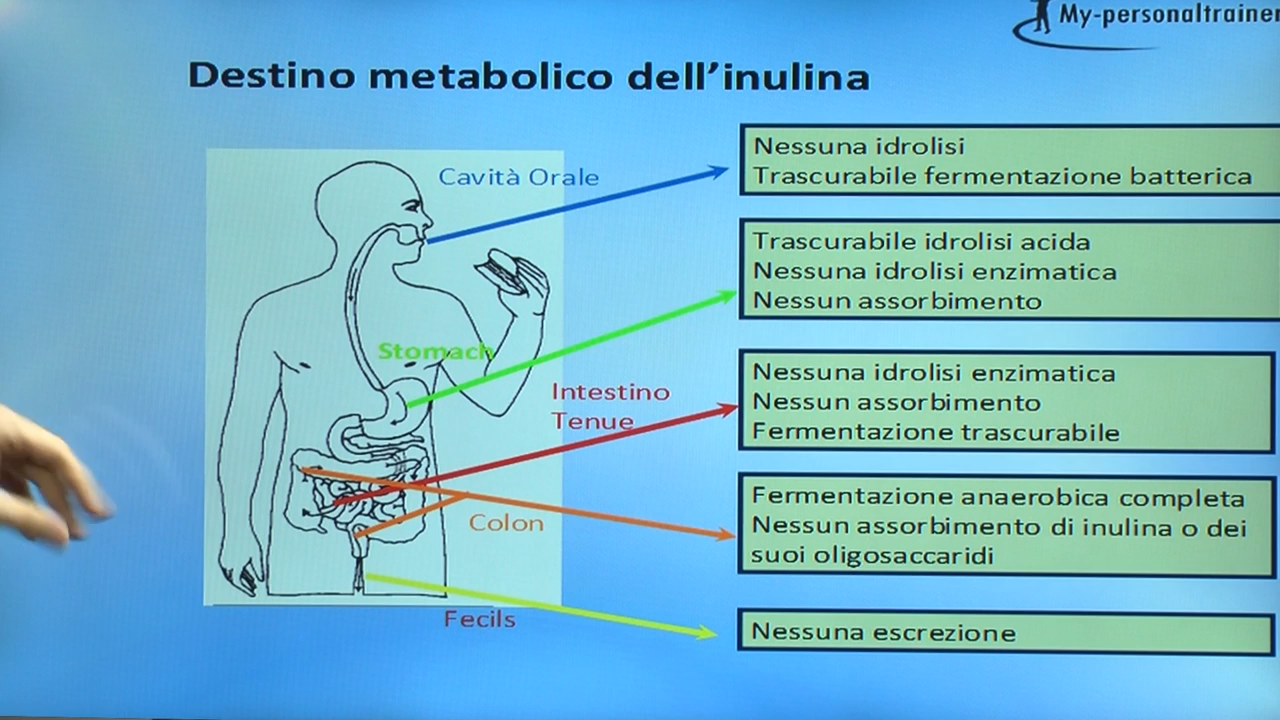 My-personaltrainer
Destino metabolico dell'inulina
Cavità Orale
Nessuna idrolisi
Trascurabile fermentazione batterica
Stomach
Trascurabile idrolisi acida
Nessuna idrolisi enzimatica
Nessun assorbimento
Intestino
Tenue
Nessuna idrolisi enzimatica
Nessun assorbimento
Fermentazione trascurabile
Colon
Fermentazione anaerobica completa
Nessun assorbimento di inulina o dei
suoi oligosaccaridi
Fecils
Nessuna escrezione